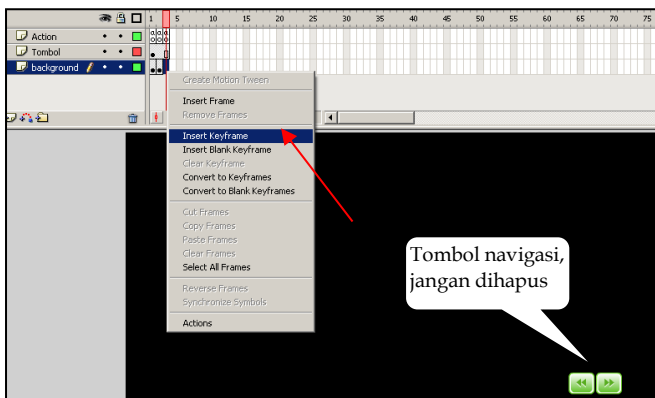 1 5 10 15 20 25 30 35 40 45 50 55 60 65 70 75
Action
Tombol
background
Create Motion Tween
Insert Frame
Remove Frames
Insert Keyframe
Insert Blank Keyframe
Clear Keyframe
Convert to Keyframes
Convert to Blank Keyframes
Cut Frames
Copy Frames
Paste Frames
Clear Frames
Select All Frames
Reverse Frames
Synchronize Symbols
Actions
Tombol navigasi,
jangan dihapus